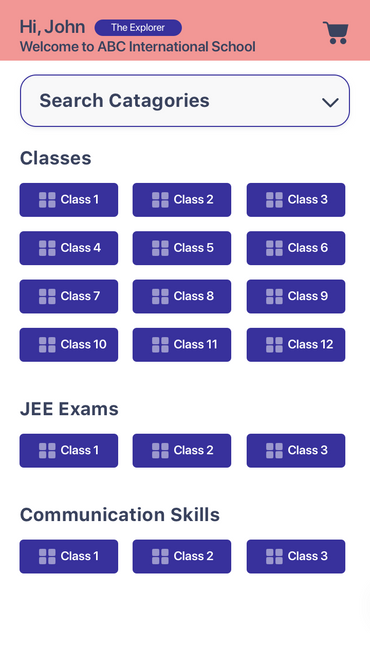 Hi, John The Explorer
Welcome to ABC International School
Search Catagories
Classes
Class 1 Class 2 Class 3
Class 4 Class 5 Class 6
Class 7 Class 8 Class 9
Class 10 Class 11 Class 12
JEE Exams
Class 1 Class 2 Class 3
Communication Skills
Class 1 Class 2 Class 3